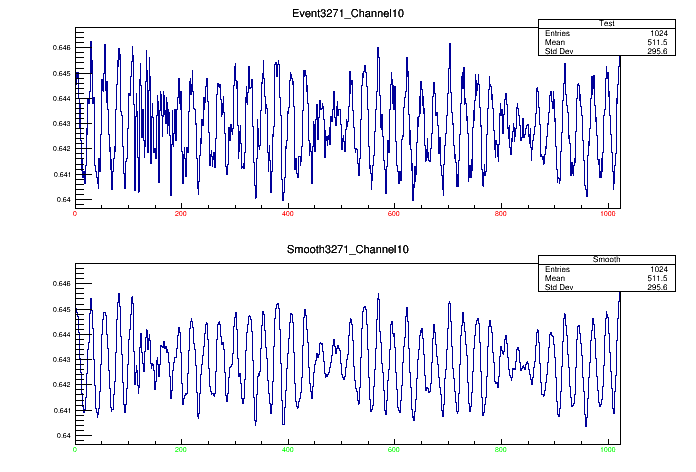 Event3271_Channel10
Test
Entries 1024
Mean 511.5
Std Dev 295.6
0.646
0.645
0.644
0.643
0.642
0.641
0.64
0 200 400 600 800 1000
Smooth3271_Channel10
Smooth
Entries 1024
Mean 511.5
Std Dev 295.6
0.646
0.645
0.644
0.643
0.642
0.641
0.64
0 200 400 600 800 1000